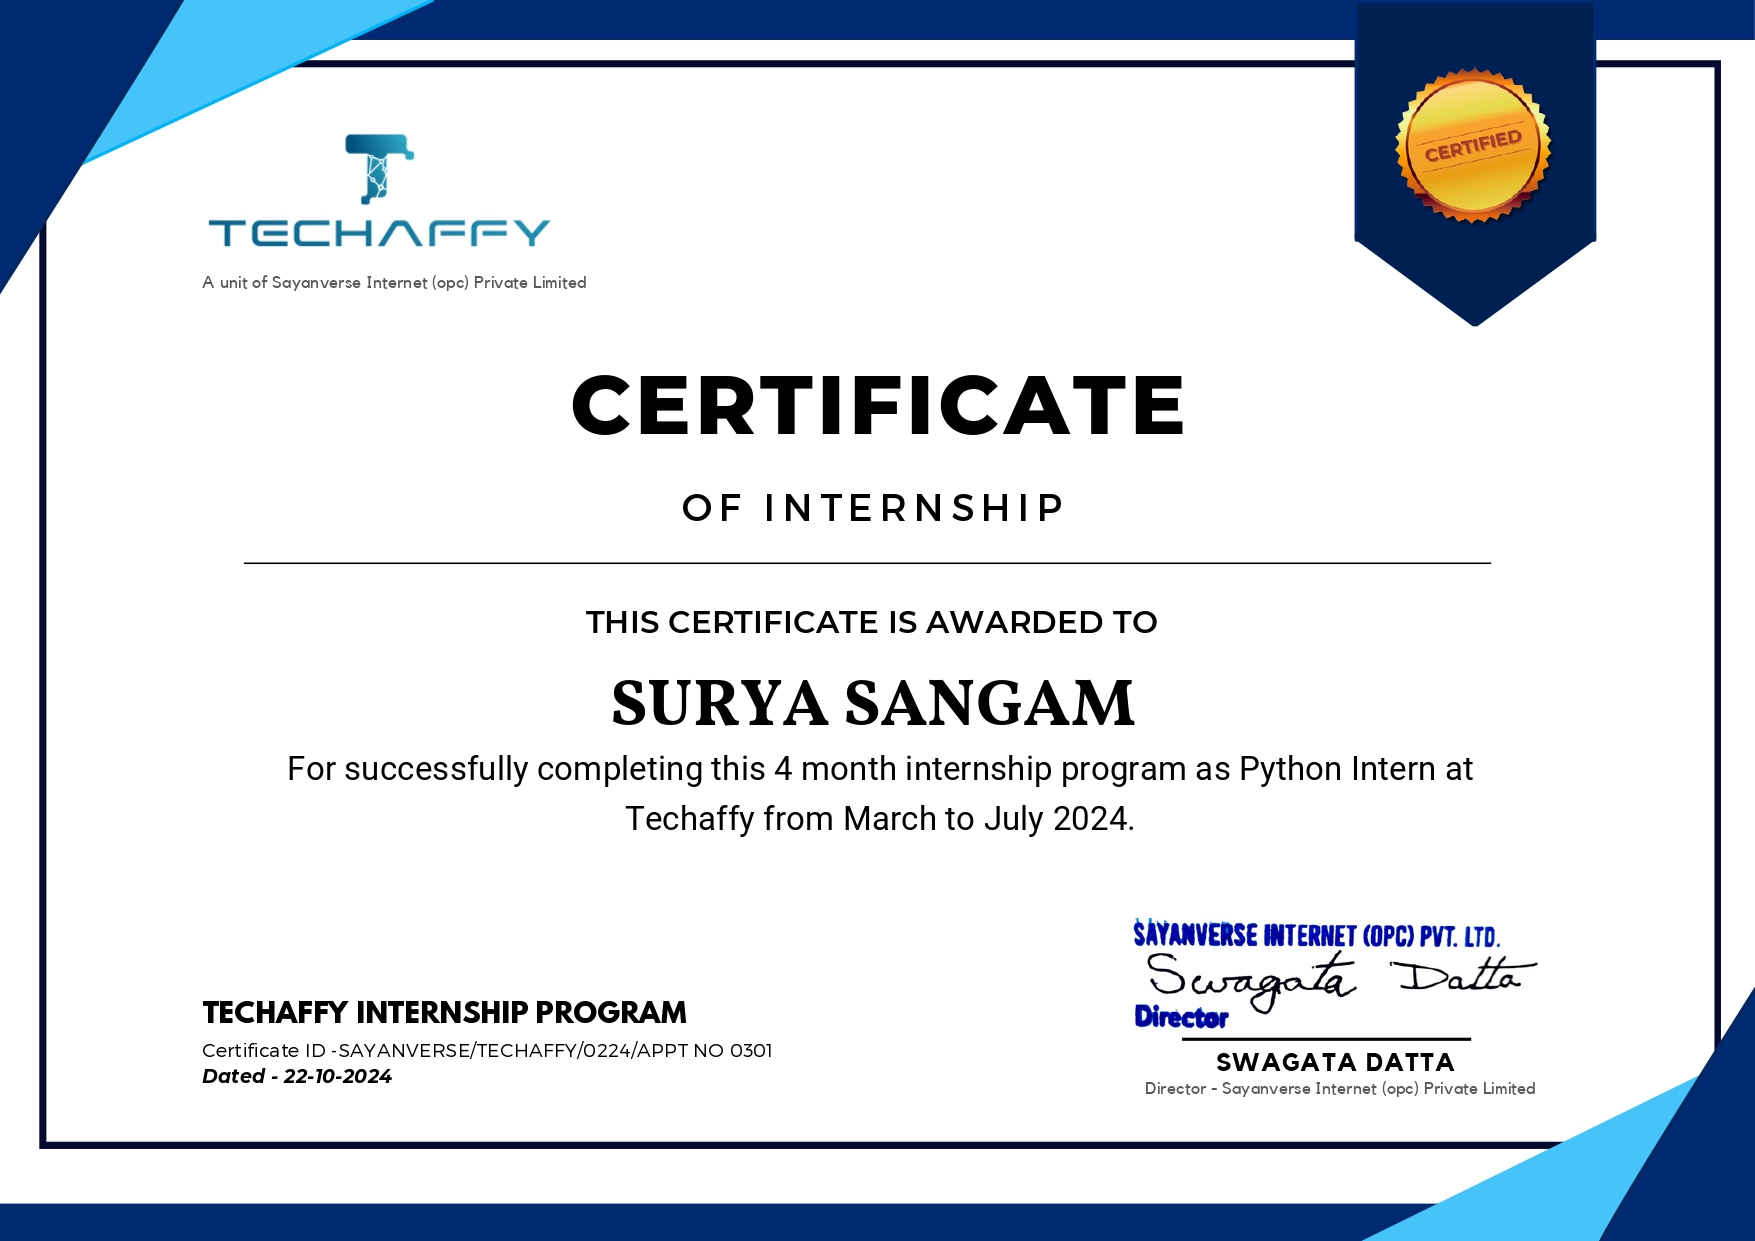 CERTIFIED
TECHAFFY
A unit of Sayanverse Internet (opc) Private Limited
CERTIFICATE
OF INTERNSHIP
THIS CERTIFICATE IS AWARDED TO
SURYA SANGAM
For successfully completing this 4 month internship program as Python Intern at
Techaffy from March to July 2024.
SAYANVERSE INTERNET (OPC) PVT. LTD.
Swagata Datta
Director
TECHAFFY INTERNSHIP PROGRAM
Certificate ID -SAYANVERSE/TECHAFFY/0224/APPT NO 0301
Dated - 22-10-2024
SWAGATA DATTA
Director - Sayanverse Internet (opc) Private Limited